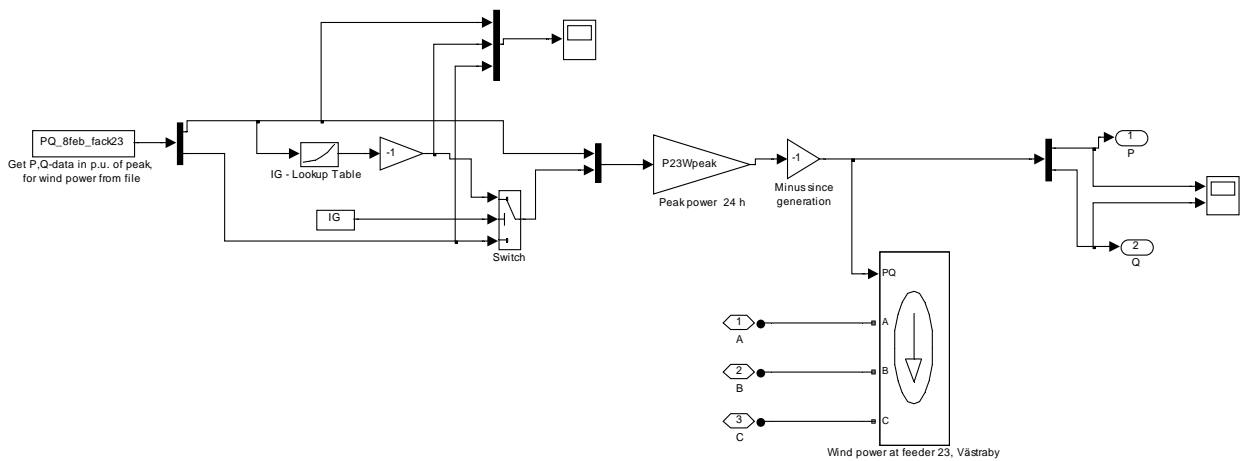 PQ_8feb_fack23
Get P,Q-data in p.u. of peak,
for wind power from file
IG - Lookup Table
-1
IG
Switch
P23Wpeak
Peak power 24 h
-1
Minus since
generation
1
P
2
Q
PQ
A
B
C
1
A
2
B
3
C
Wind power at feeder 23, Västraby